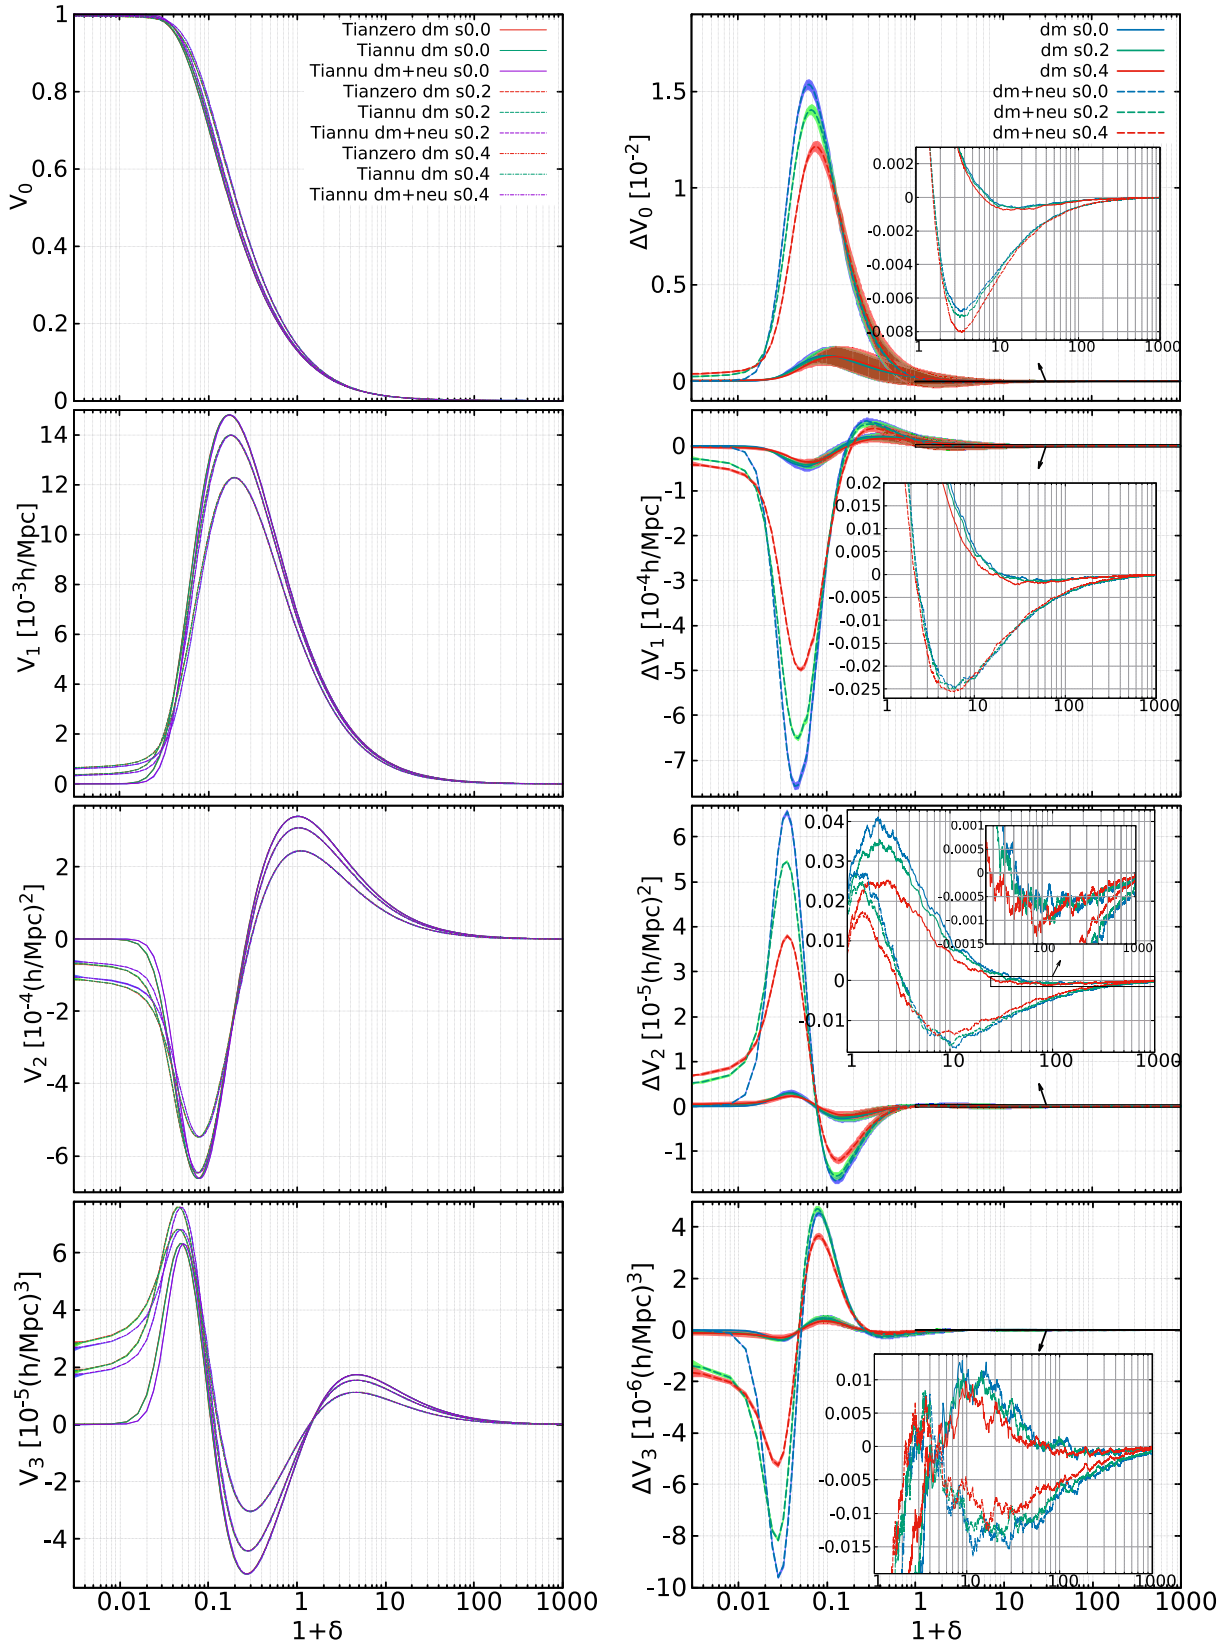 Tianzero dm s0.0
Tiannu dm s0.0
Tiannu dm+neu s0.0
Tianzero dm s0.2
Tiannu dm s0.2
Tiannu dm+neu s0.2
Tianzero dm s0.4
Tiannu dm s0.4
Tiannu dm+neu s0.4
V₀
1
0.8
0.6
0.4
0.2
0
dm s0.0
dm s0.2
dm s0.4
dm+neu s0.0
dm+neu s0.2
dm+neu s0.4
ΔV₀ [10⁻²]
1.5
1
0.5
0
0.002
0
-0.002
-0.004
-0.006
-0.008
1 10 100 1000
V₁ [10⁻³h/Mpc]
14
12
10
8
6
4
2
0
ΔV₁ [10⁻⁴h/Mpc]
0
-1
-2
-3
-4
-5
-6
-7
0.02
0.015
0.01
0.005
0
-0.005
-0.01
-0.015
-0.02
-0.025
1 10 100 1000
V₂ [10⁻⁴(h/Mpc)²]
2
0
-2
-4
-6
ΔV₂ [10⁻⁵(h/Mpc)²]
6
5
4
3
2
1
0
-1
0.04
0.03
0.02
0.01
0
-0.01
1 10 100 1000
0.001
0.0005
0
-0.0005
-0.001
-0.0015
100 1000
V₃ [10⁻⁵(h/Mpc)³]
6
4
2
0
-2
-4
0.01 0.1 1 10 100 1000
1+δ
ΔV₃ [10⁻⁶(h/Mpc)³]
4
2
0
-2
-4
-6
-8
-10
0.01
0.005
0
-0.005
-0.01
-0.015
1 10 100 1000
0.01 0.1 1 10 100 1000
1+δ